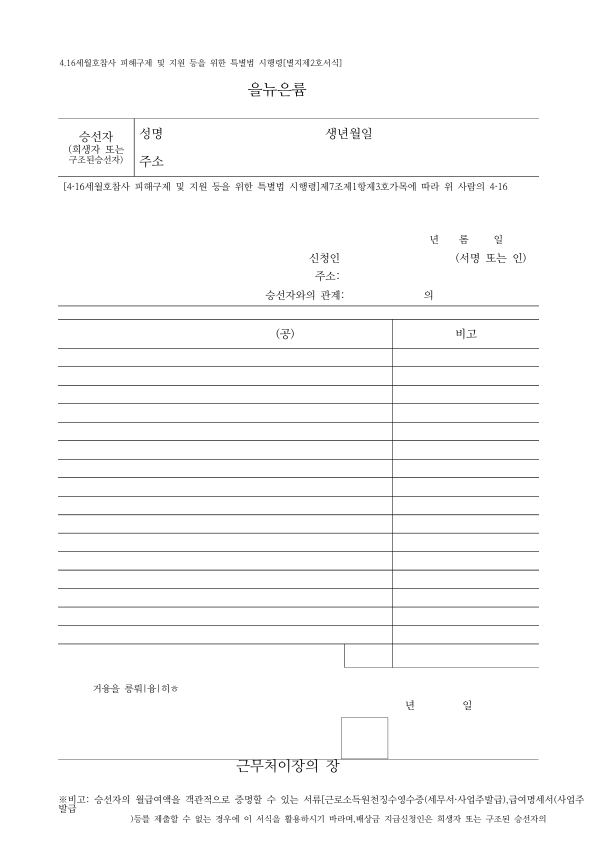 4.16세월호참사 피해구제 및 지원 등을 위한 특별법 시행령[별지제2호서식]
을뉴은륨
승선자 성명 생년월일
(희생자 또는
구조된승선자) 주소
[4·16세월호참사 피해구제 및 지원 등을 위한 특별법 시행령]제7조제1항제3호가목에 따라 위 사람의 4·16
년 롬 일
신청인 (서명 또는 인)
주소:
승선자와의 관계: 의
(공) 비고
거용을 룽뤄|윰|히ㅎ
년 일
근무처이장의 장
※비고: 승선자의 월급여액을 객관적으로 증명할 수 있는 서류[근로소득원천징수영수증(세무서·사업주발급),급여명세서(사업주
발급
)등를 제출할 수 없는 경우에 이 서식을 활용하시기 바라며,배상금 지급신청인은 희생자 또는 구조된 승선자의